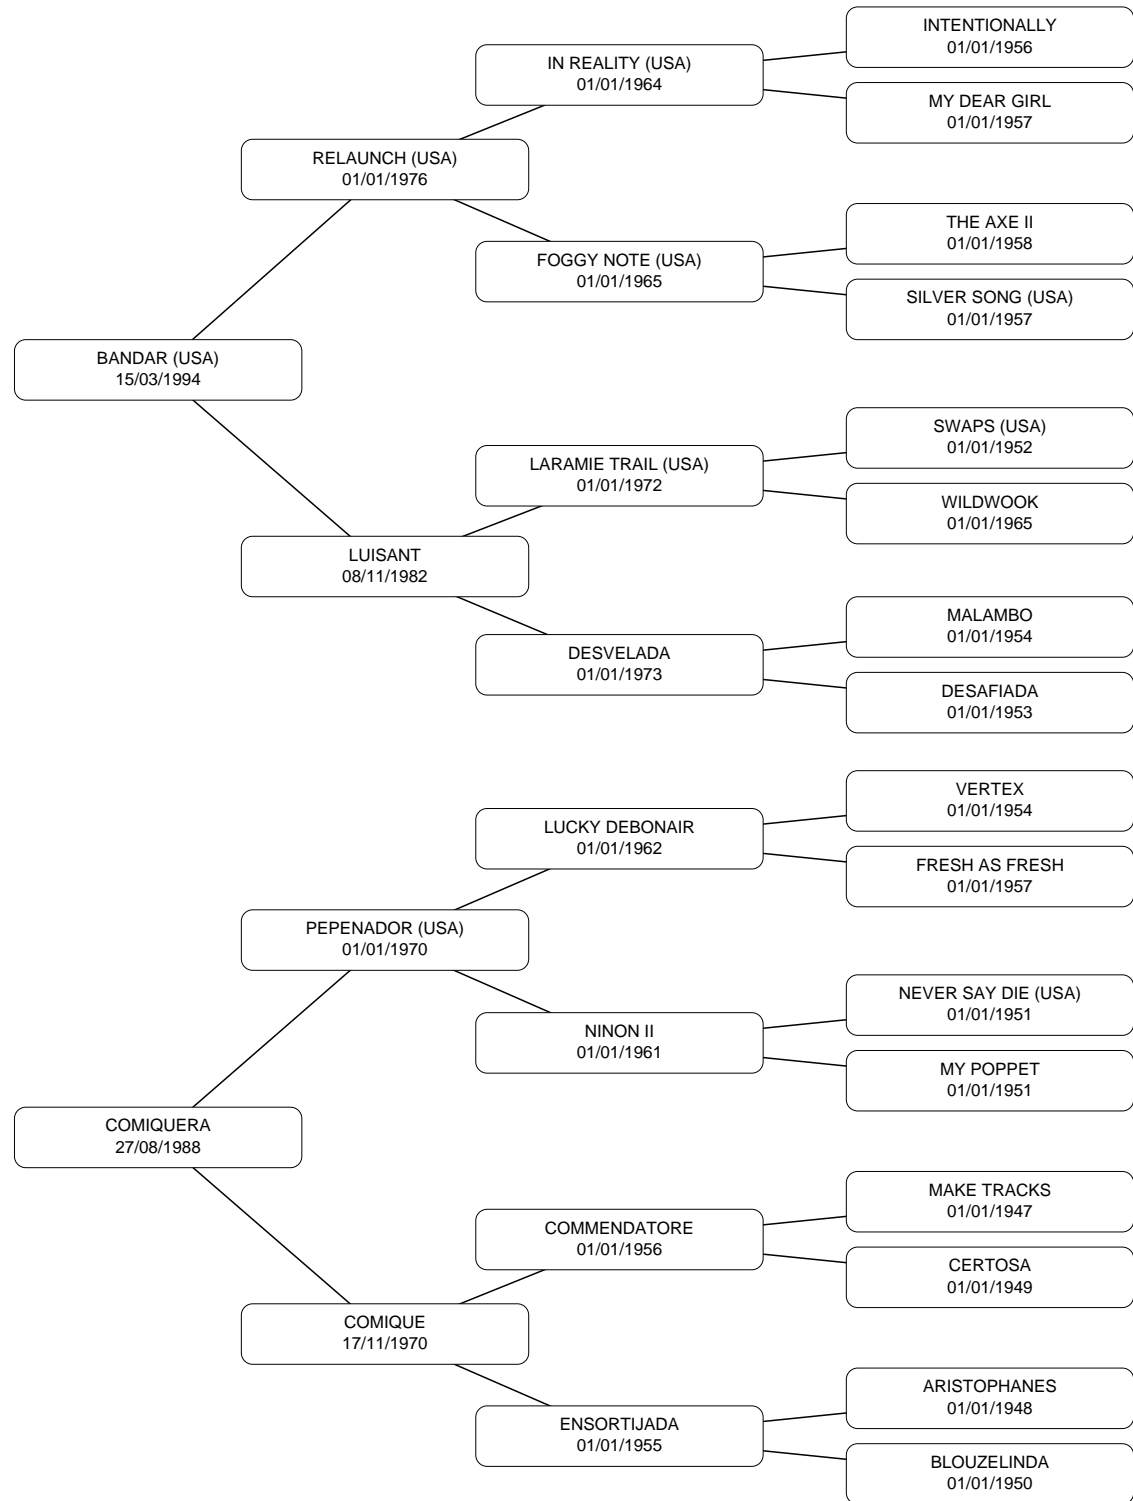 INTENTIONALLY
01/01/1956
IN REALITY (USA)
01/01/1964
MY DEAR GIRL
01/01/1957
RELAUNCH (USA)
01/01/1976
THE AXE II
01/01/1958
FOGGY NOTE (USA)
01/01/1965
SILVER SONG (USA)
01/01/1957
BANDAR (USA)
15/03/1994
SWAPS (USA)
01/01/1952
LARAMIE TRAIL (USA)
01/01/1972
WILDWOOK
01/01/1965
LUISANT
08/11/1982
MALAMBO
01/01/1954
DESVELADA
01/01/1973
DESAFIADA
01/01/1953
VERTEX
01/01/1954
LUCKY DEBONAIR
01/01/1962
FRESH AS FRESH
01/01/1957
PEPENADOR (USA)
01/01/1970
NEVER SAY DIE (USA)
01/01/1951
NINON II
01/01/1961
MY POPPET
01/01/1951
COMIQUERA
27/08/1988
MAKE TRACKS
01/01/1947
COMMENDATORE
01/01/1956
CERTOSA
01/01/1949
COMIQUE
17/11/1970
ARISTOPHANES
01/01/1948
ENSORTIJADA
01/01/1955
BLOUZELINDA
01/01/1950